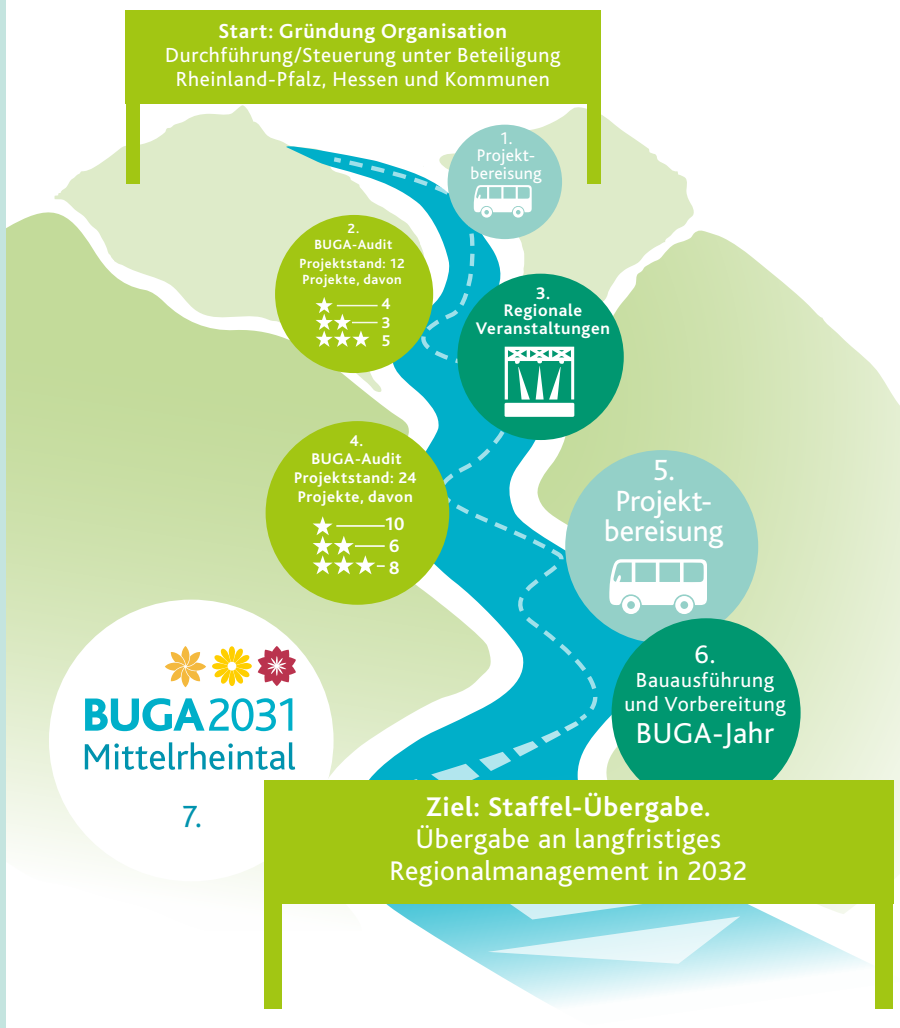 Start: Gründung Organisation
Durchführung/Steuerung unter Beteiligung
Rheinland-Pfalz, Hessen und Kommunen
1.
Projekt-
bereisung
2.
BUGA-Audit
Projektstand: 12
Projekte, davon
★ 4
★★ 3
★★★ 5
3.
Regionale
Veranstaltungen
4.
BUGA-Audit
Projektstand: 24
Projekte, davon
★ 10
★★ 6
★★★ 8
5.
Projekt-
bereisung
6.
Bauausführung
und Vorbereitung
BUGA-Jahr
BUGA2031
Mittelrheintal
7.
Ziel: Staffel-Übergabe.
Übergabe an langfristiges
Regionalmanagement in 2032